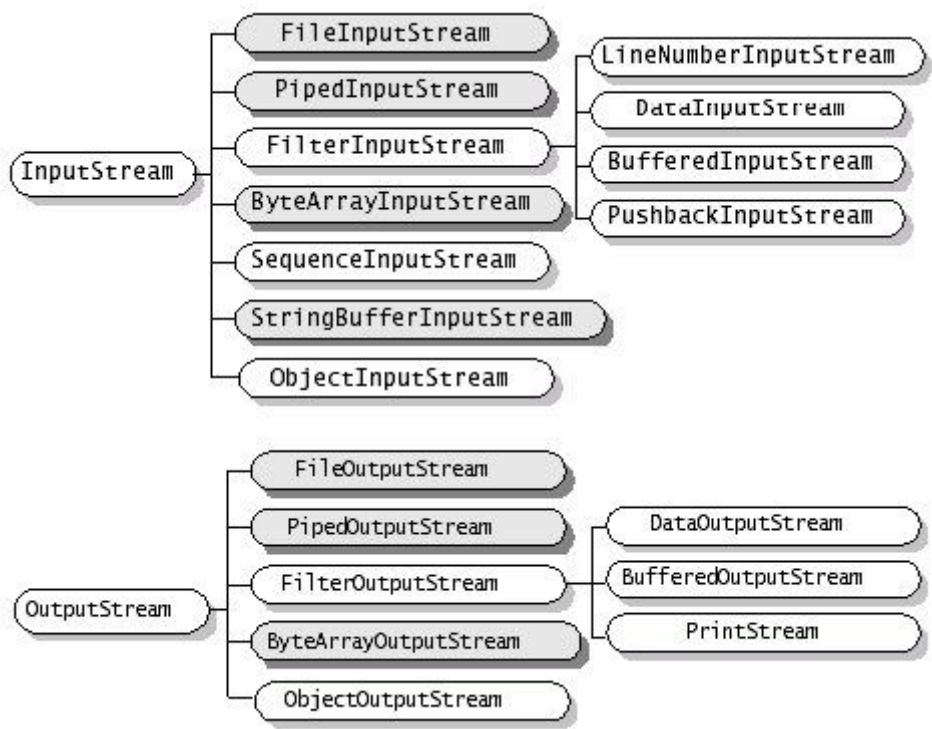 FileInputStream
PipedInputStream
FilterInputStream
ByteArrayInputStream
SequenceInputStream
StringBufferInputStream
ObjectInputStream
InputStream
LineNumberInputStream
DataInputStream
BufferedInputStream
PushbackInputStream
FileOutputStream
PipedOutputStream
FilterOutputStream
ByteArrayOutputStream
ObjectOutputStream
OutputStream
DataOutputStream
BufferedOutputStream
PrintStream